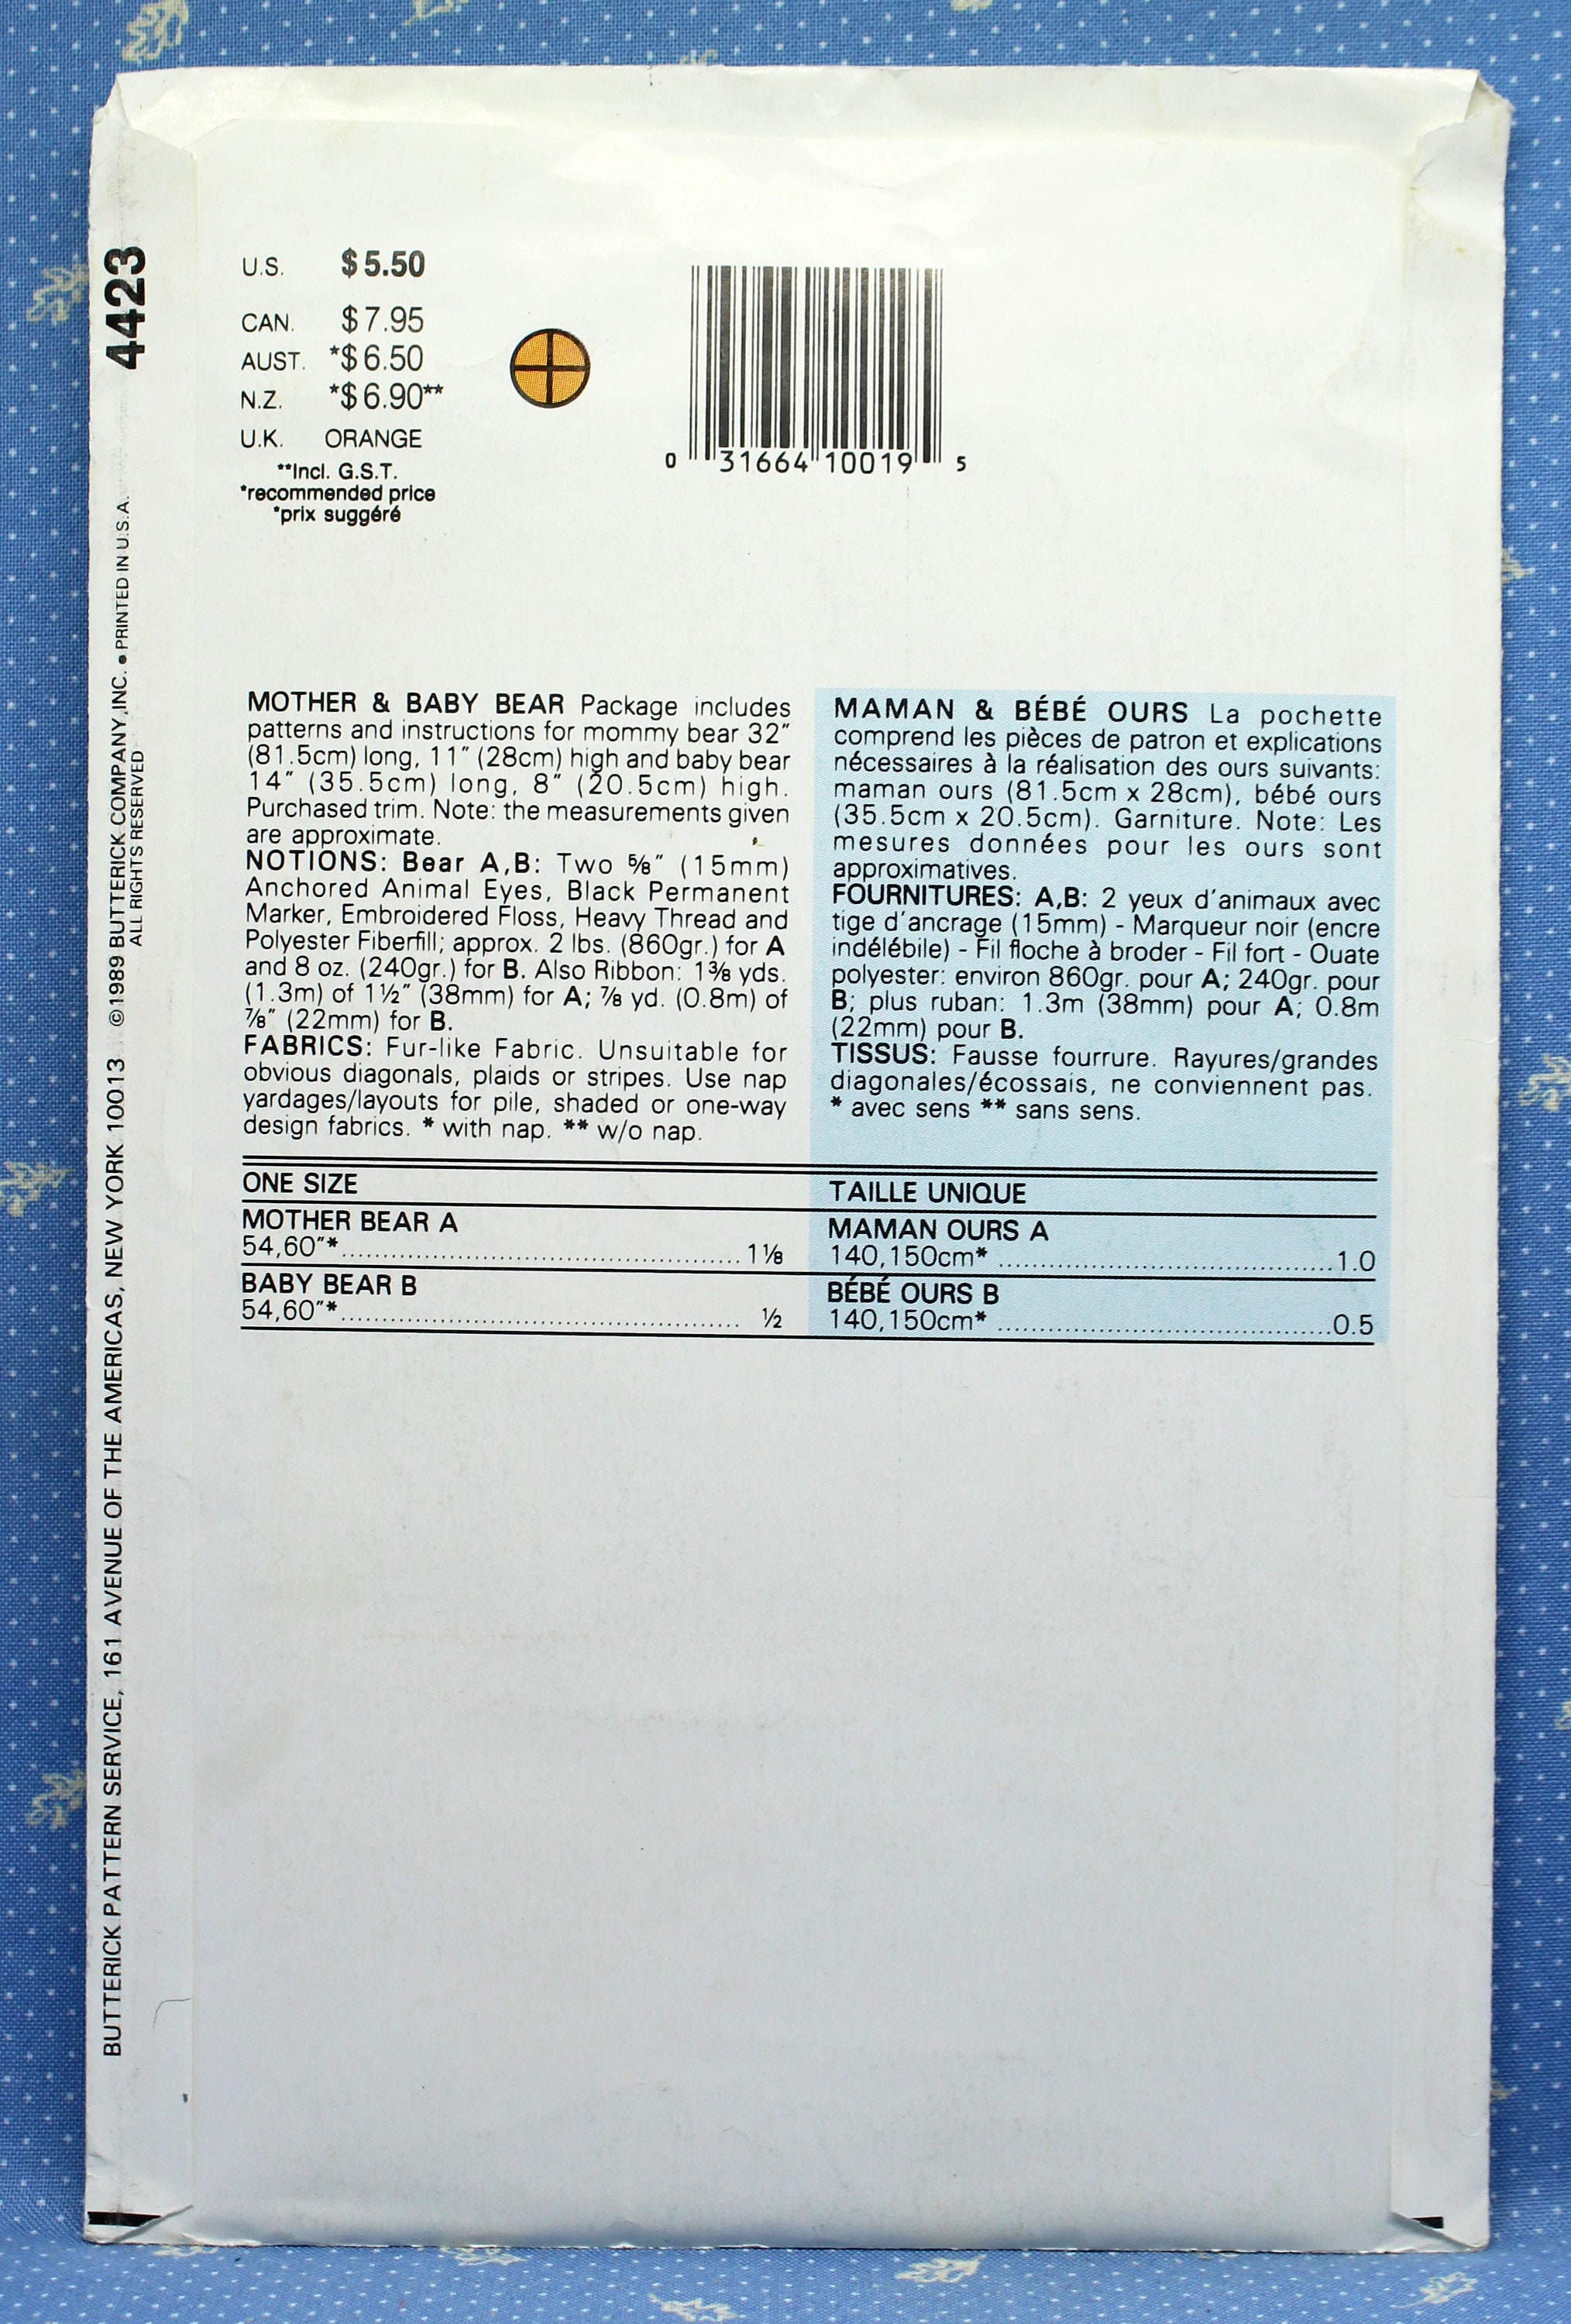 4423
BUTTERICK PATTERN SERVICE, 161 AVENUE OF THE AMERICAS, NEW YORK 10013 ©1989 BUTTERICK COMPANY, INC. • PRINTED IN U.S.A.
ALL RIGHTS RESERVED
U.S. $5.50
CAN. $7.95
AUST. *$6.50
N.Z. *$6.90**
U.K. ORANGE
**Incl. G.S.T.
*recommended price
*prix suggéré
0 31664 10019 5
MOTHER & BABY BEAR Package includes
patterns and instructions for mommy bear 32"
(81.5cm) long, 11" (28cm) high and baby bear
14" (35.5cm) long, 8" (20.5cm) high.
Purchased trim. Note: the measurements given
are approximate.
NOTIONS: Bear A,B: Two ⅝" (15mm)
Anchored Animal Eyes, Black Permanent
Marker, Embroidered Floss, Heavy Thread and
Polyester Fiberfill; approx. 2 lbs. (860gr.) for A
and 8 oz. (240gr.) for B. Also Ribbon: 1⅜ yds.
(1.3m) of 1½" (38mm) for A; ⅞ yd. (0.8m) of
⅞" (22mm) for B.
FABRICS: Fur-like Fabric. Unsuitable for
obvious diagonals, plaids or stripes. Use nap
yardages/layouts for pile, shaded or one-way
design fabrics. * with nap. ** w/o nap.
MAMAN & BÉBÉ OURS La pochette
comprend les pièces de patron et explications
nécessaires à la réalisation des ours suivants:
maman ours (81.5cm x 28cm), bébé ours
(35.5cm x 20.5cm). Garniture. Note: Les
mesures données pour les ours sont
approximatives.
FOURNITURES: A,B: 2 yeux d'animaux avec
tige d'ancrage (15mm) - Marqueur noir (encre
indélébile) - Fil floche à broder - Fil fort - Ouate
polyester: environ 860gr. pour A; 240gr. pour
B; plus ruban: 1.3m (38mm) pour A; 0.8m
(22mm) pour B.
TISSUS: Fausse fourrure. Rayures/grandes
diagonales/écossais, ne conviennent pas.
* avec sens ** sans sens.
ONE SIZE
MOTHER BEAR A
54,60"* 1⅛
BABY BEAR B
54,60"* ½
TAILLE UNIQUE
MAMAN OURS A
140,150cm* 1.0
BÉBÉ OURS B
140,150cm* 0.5